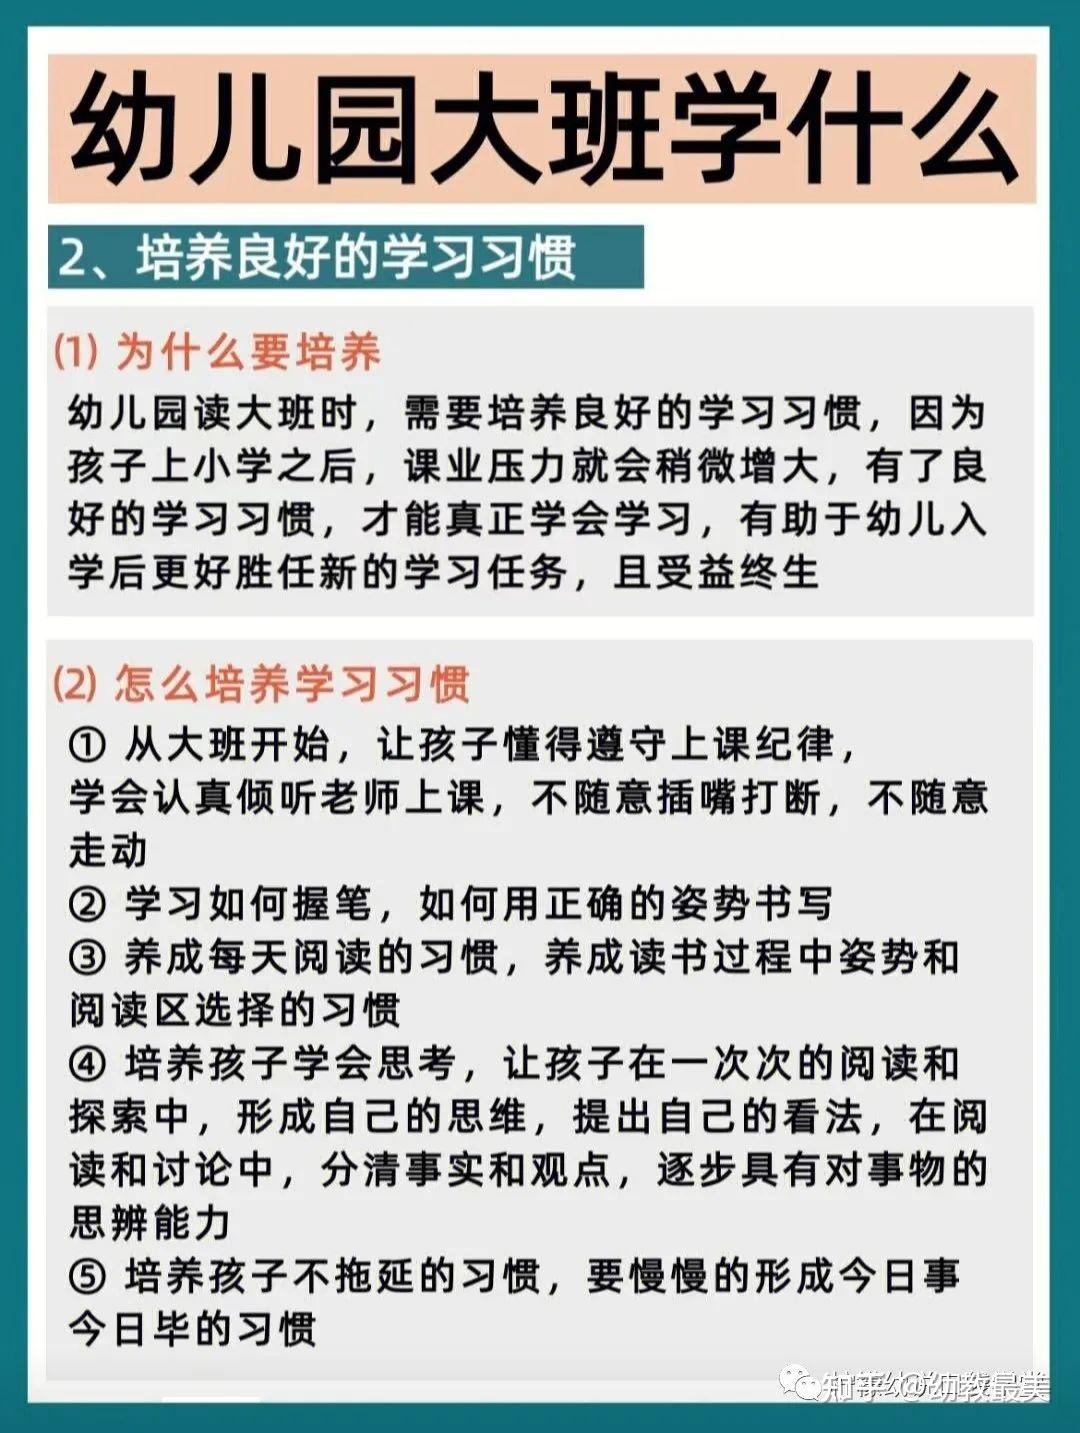 幼儿园大班学什么
2、培养良好的学习习惯
(1) 为什么要培养
幼儿园读大班时，需要培养良好的学习习惯，因为
孩子上小学之后，课业压力就会稍微增大，有了良
好的学习习惯，才能真正学会学习，有助于幼儿入
学后更好胜任新的学习任务，且受益终生
(2) 怎么培养学习习惯
① 从大班开始，让孩子懂得遵守上课纪律，
学会认真倾听老师上课，不随意插嘴打断，不随意
走动
② 学习如何握笔，如何用正确的姿势书写
③ 养成每天阅读的习惯，养成读书过程中姿势和
阅读区选择的习惯
④ 培养孩子学会思考，让孩子在一次次的阅读和
探索中，形成自己的思维，提出自己的看法，在阅
读和讨论中，分清事实和观点，逐步具有对事物的
思辨能力
⑤ 培养孩子不拖延的习惯，要慢慢的形成今日事
今日毕的习惯
知乎 @幼教最美